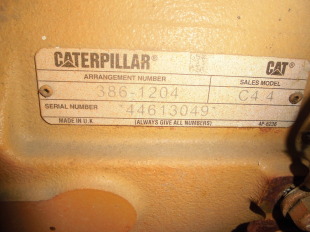 CATERPILLAR® CAT®
ARRANGEMENT NUMBER SALES MODEL
386-1204 C4.4
SERIAL NUMBER *44613049*
MADE IN U.K (ALWAYS GIVE ALL NUMBERS)